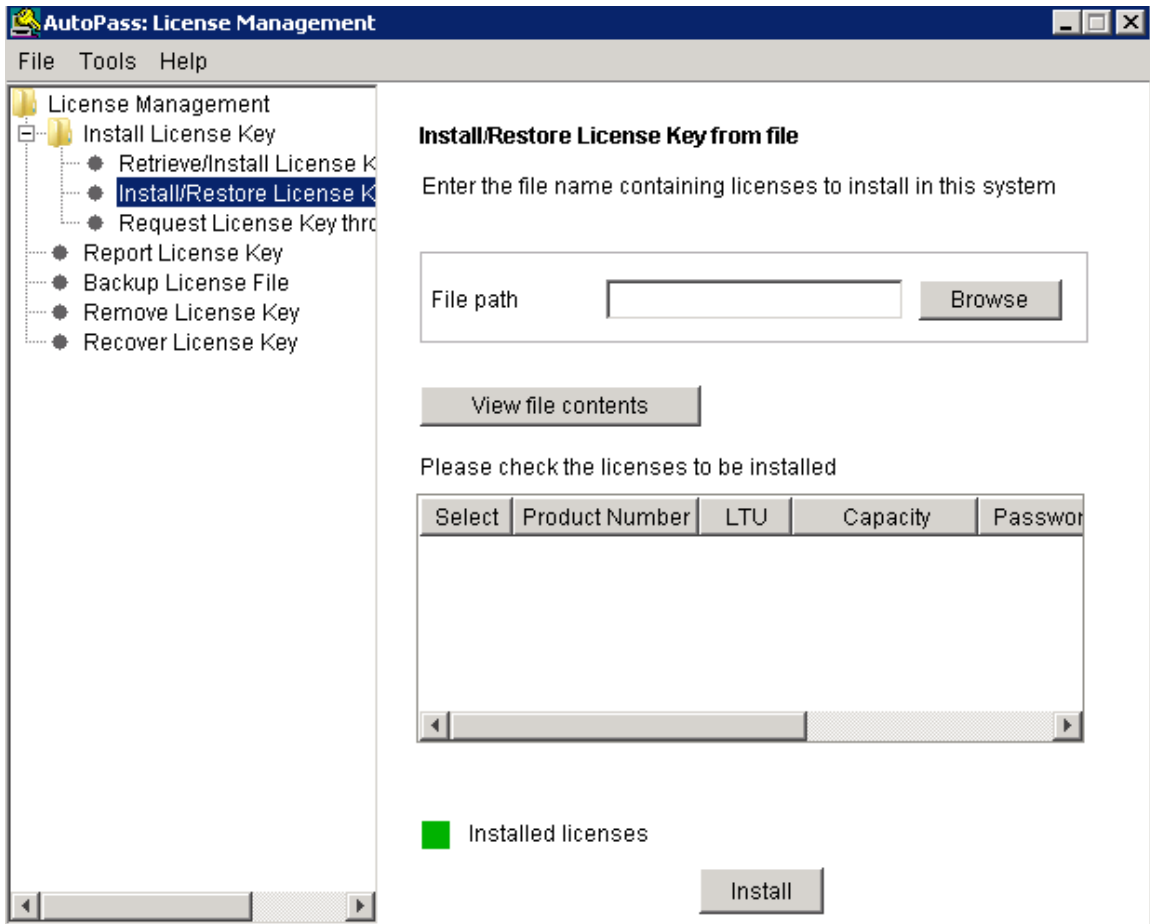 AutoPass: License Management
File Tools Help
License Management
Install License Key
Retrieve/Install License K
Install/Restore License K
Request License Key thro
Report License Key
Backup License File
Remove License Key
Recover License Key
Install/Restore License Key from file
Enter the file name containing licenses to install in this system
File path Browse
View file contents
Please check the licenses to be installed
Select Product Number LTU Capacity Passwor
Installed licenses
Install